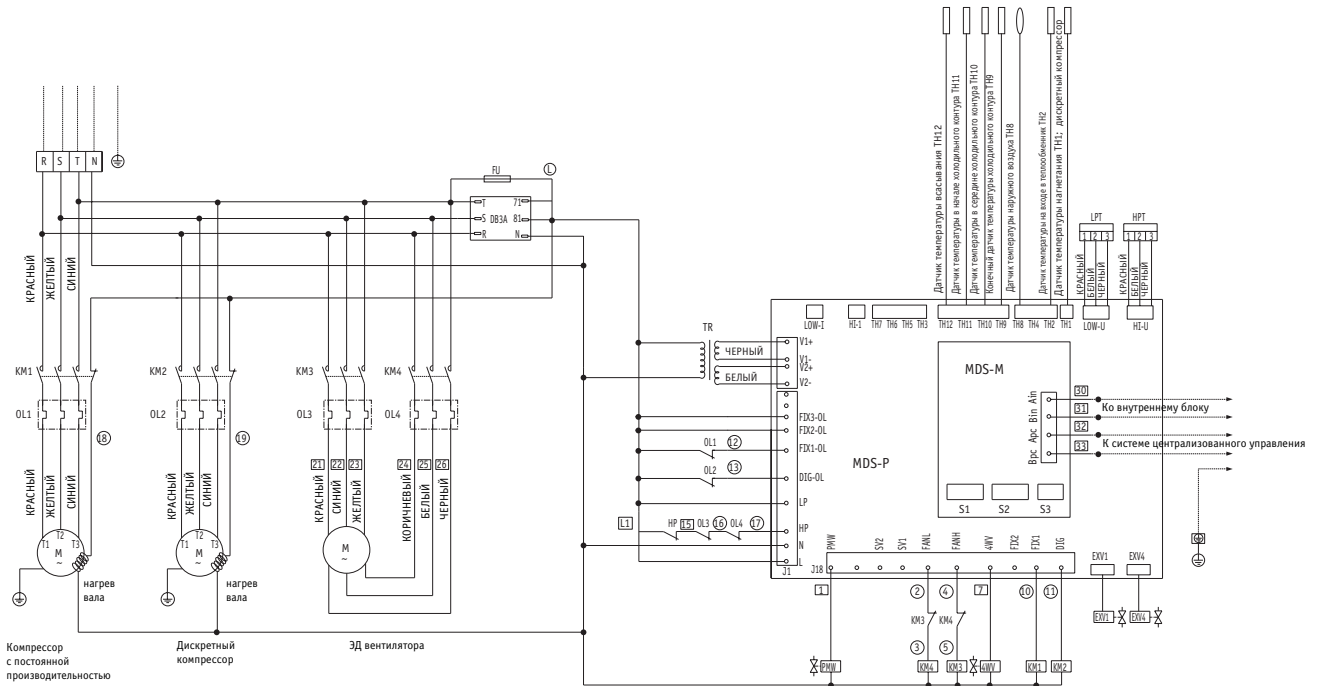 R S T N
КРАСНЫЙ
ЖЕЛТЫЙ
СИНИЙ
FU
L
T 71
S DB3A 81
R N
KM1
KM2
KM3
KM4
OL1
OL2
OL3
OL4
18
19
21 22 23
24 25 26
КРАСНЫЙ
ЖЕЛТЫЙ
СИНИЙ
КРАСНЫЙ
ЖЕЛТЫЙ
СИНИЙ
КРАСНЫЙ
СИНИЙ
ЖЕЛТЫЙ
КОРИЧНЕВЫЙ
БЕЛЫЙ
ЧЕРНЫЙ
T1 T2 T3
M
~
T1 T2 T3
M
~
M
~
нагрев
вала
нагрев
вала
Компрессор
с постоянной
производительностью
Дискретный
компрессор
ЭД вентилятора
Датчик температуры всасывания TH12
Датчик температуры в начале холодильного контура TH11
Датчик температуры в середине холодильного контура TH10
Конечный датчик температуры холодильного контура TH9
Датчик температуры наружного воздуха TH8
Датчик температуры на входе в теплообменник TH2
Датчик температуры нагнетания TH1; дискретный компрессор
LPT
1 2 3
HPT
1 2 3
КРАСНЫЙ
БЕЛЫЙ
ЧЕРНЫЙ
КРАСНЫЙ
БЕЛЫЙ
ЧЕРНЫЙ
LOW-I
HI-1
TH7 TH6 TH5 TH3
TH12 TH11 TH10 TH9
TH8 TH4 TH2
TH1
LOW-U
HI-U
TR
ЧЕРНЫЙ
БЕЛЫЙ
V1+
V1-
V2+
V2-
FIX3-OL
FIX2-OL
FIX1-OL
DIG-OL
LP
HP
N
L
J1
OL1 12
OL2 13
L1
HP 15 OL3 16 OL4 17
MDS-P
MDS-M
Ain
Bin
Apc
Bpc
30
31
32
33
Ко внутреннему блоку
К системе централизованного управления
S1
S2
S3
J18
PMW
SV2
SV1
FANL
FANH
4WV
FIX2
FIX1
DIG
EXV1
EXV4
1
2
4
7
10
11
KM3
KM4
3
5
PMW
KM4
KM3
4WV
KM1
KM2
EXV1
EXV4